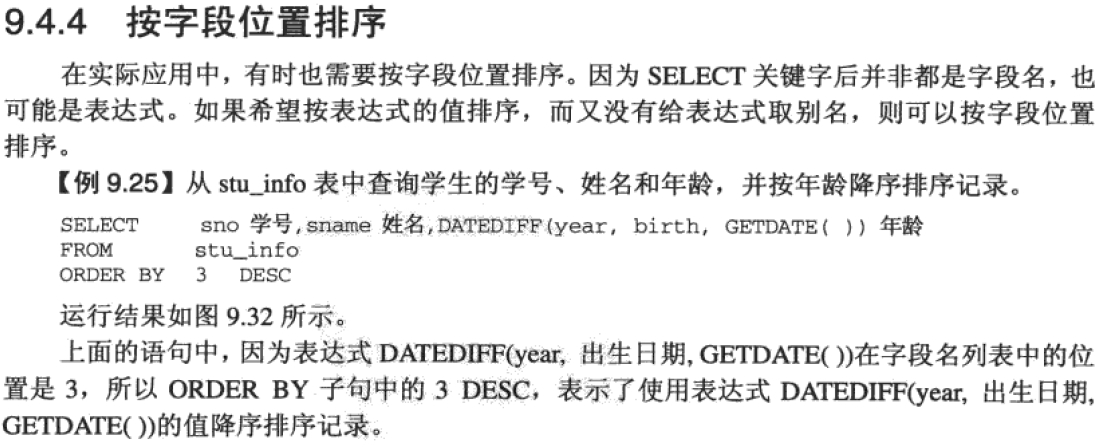 9.4.4 按字段位置排序
在实际应用中，有时也需要按字段位置排序。因为 SELECT 关键字后并非都是字段名，也
可能是表达式。如果希望按表达式的值排序，而又没有给表达式取别名，则可以按字段位置
排序。
【例 9.25】从 stu_info 表中查询学生的学号、姓名和年龄，并按年龄降序排序记录。
SELECT sno 学号,sname 姓名,DATEDIFF(year, birth, GETDATE( )) 年龄
FROM stu_info
ORDER BY 3 DESC
运行结果如图 9.32 所示。
上面的语句中，因为表达式 DATEDIFF(year, 出生日期, GETDATE( ))在字段名列表中的位
置是 3，所以 ORDER BY 子句中的 3 DESC，表示了使用表达式 DATEDIFF(year, 出生日期,
GETDATE( ))的值降序排序记录。